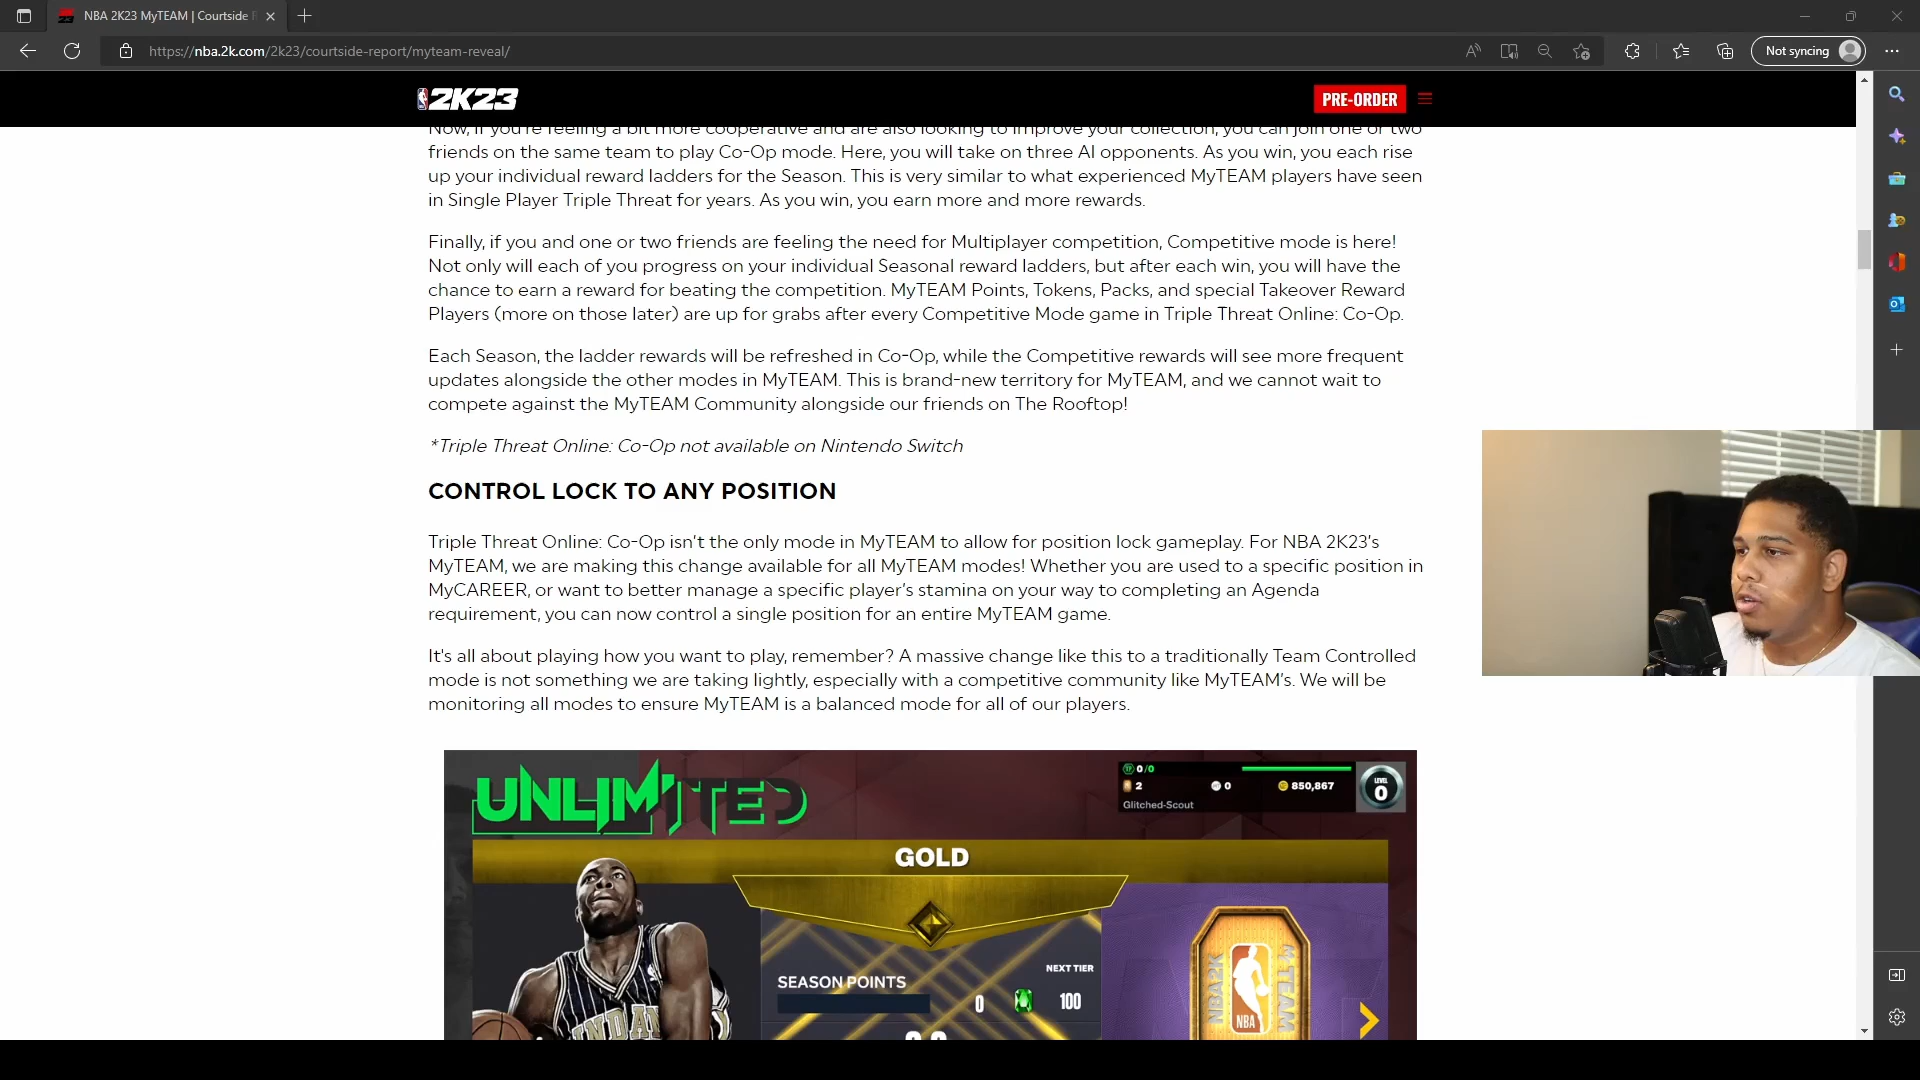 NBA 2K23 MyTEAM | Courtside R
https://nba.2k.com/2k23/courtside-report/myteam-reveal/
Not syncing
2K23
PRE-ORDER
Now, if you're feeling a bit more cooperative and are also looking to improve your collection, you can join one or two
friends on the same team to play Co-Op mode. Here, you will take on three AI opponents. As you win, you each rise
up your individual reward ladders for the Season. This is very similar to what experienced MyTEAM players have seen
in Single Player Triple Threat for years. As you win, you earn more and more rewards.
Finally, if you and one or two friends are feeling the need for Multiplayer competition, Competitive mode is here!
Not only will each of you progress on your individual Seasonal reward ladders, but after each win, you will have the
chance to earn a reward for beating the competition. MyTEAM Points, Tokens, Packs, and special Takeover Reward
Players (more on those later) are up for grabs after every Competitive Mode game in Triple Threat Online: Co-Op.
Each Season, the ladder rewards will be refreshed in Co-Op, while the Competitive rewards will see more frequent
updates alongside the other modes in MyTEAM. This is brand-new territory for MyTEAM, and we cannot wait to
compete against the MyTEAM Community alongside our friends on The Rooftop!
*Triple Threat Online: Co-Op not available on Nintendo Switch
CONTROL LOCK TO ANY POSITION
Triple Threat Online: Co-Op isn't the only mode in MyTEAM to allow for position lock gameplay. For NBA 2K23's
MyTEAM, we are making this change available for all MyTEAM modes! Whether you are used to a specific position in
MyCAREER, or want to better manage a specific player's stamina on your way to completing an Agenda
requirement, you can now control a single position for an entire MyTEAM game.
It's all about playing how you want to play, remember? A massive change like this to a traditionally Team Controlled
mode is not something we are taking lightly, especially with a competitive community like MyTEAM's. We will be
monitoring all modes to ensure MyTEAM is a balanced mode for all of our players.
UNLIMITED
0/0
2 0 850,867
Glitched-Scout
LEVEL
0
GOLD
SEASON POINTS
0
NEXT TIER
100
NBA2K
NBA
MyTEAM